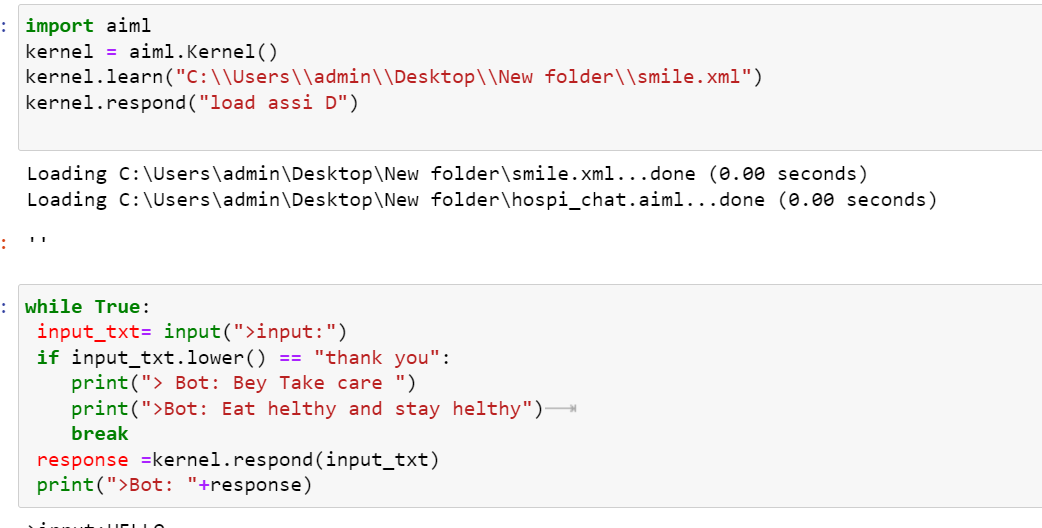 : import aiml
kernel = aiml.Kernel()
kernel.learn("C:\\Users\\admin\\Desktop\\New folder\\smile.xml")
kernel.respond("load assi D")
Loading C:\Users\admin\Desktop\New folder\smile.xml...done (0.00 seconds)
Loading C:\Users\admin\Desktop\New folder\hospi_chat.aiml...done (0.00 seconds)
: ''
: while True:
 input_txt= input(">input:")
 if input_txt.lower() == "thank you":
    print("> Bot: Bey Take care ")
    print(">Bot: Eat helthy and stay helthy")
    break
 response =kernel.respond(input_txt)
 print(">Bot: "+response)
>input:HELLO